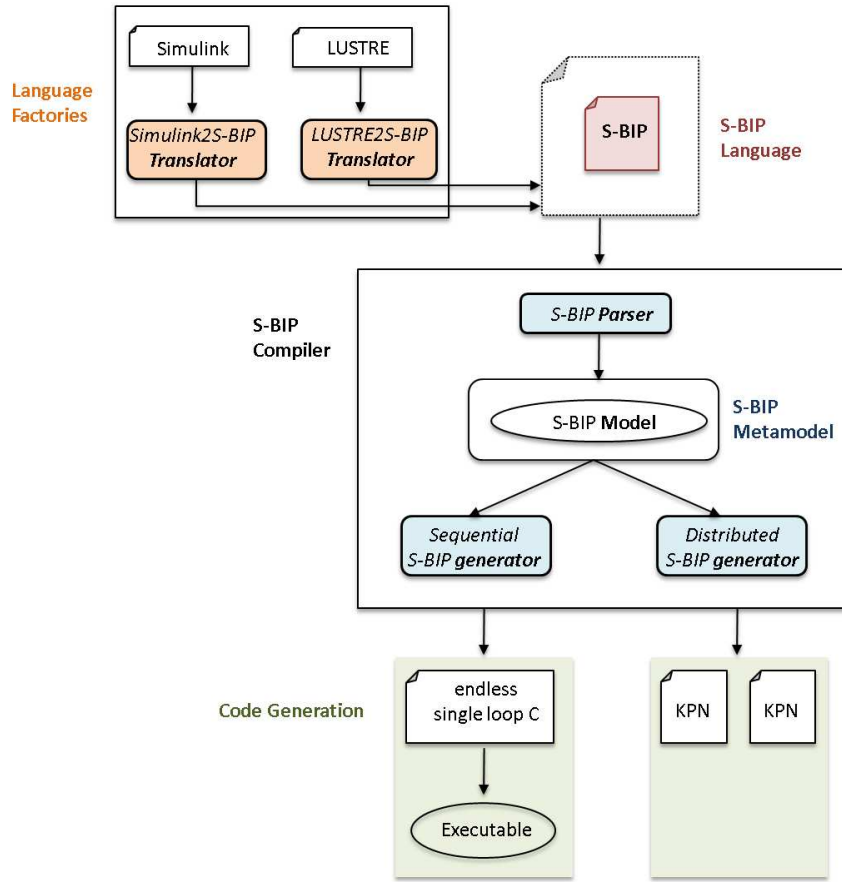 Simulink
LUSTRE
Language
Factories
Simulink2S-BIP
Translator
LUSTRE2S-BIP
Translator
S-BIP
S-BIP
Language
S-BIP Parser
S-BIP
Compiler
S-BIP Model
S-BIP
Metamodel
Sequential
S-BIP generator
Distributed
S-BIP generator
Code Generation
endless
single loop C
KPN
KPN
Executable